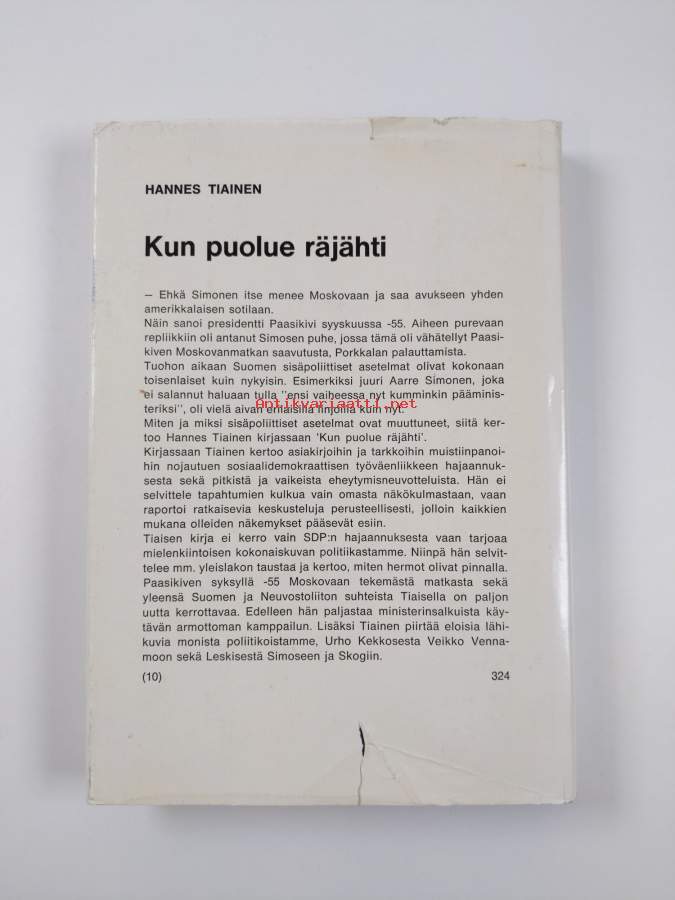 HANNES TIAINEN
Kun puolue räjähti
— Ehkä Simonen itse menee Moskovaan ja saa avukseen yhden
amerikkalaisen sotilaan.
Näin sanoi presidentti Paasikivi syyskuussa -55. Aiheen purevaan
repliikkiin oli antanut Simosen puhe, jossa tämä oli vähätellyt Paasi-
kiven Moskovanmatkan saavutusta, Porkkalan palauttamista.
Tuohon aikaan Suomen sisäpoliittiset asetelmat olivat kokonaan
toisenlaiset kuin nykyisin. Esimerkiksi juuri Aarre Simonen, joka
ei salannut haluaan tulla ''ensi vaiheessa nyt kumminkin pääminis-
teriksi'', oli vielä aivan erilaisilla linjoilla kuin nyt.
Antikvariaatti.net
Miten ja miksi sisäpoliittiset asetelmat ovat muuttuneet, siitä ker-
too Hannes Tiainen kirjassaan 'Kun puolue räjähti'.
Kirjassaan Tiainen kertoo asiakirjoihin ja tarkkoihin muistiinpanoi-
hin nojautuen sosiaalidemokraattisen työväenliikkeen hajaannuk-
sesta sekä pitkistä ja vaikeista eheytymisneuvotteluista. Hän ei
selvittele tapahtumien kulkua vain omasta näkökulmastaan, vaan
raportoi ratkaisevia keskusteluja perusteellisesti, jolloin kaikkien
mukana olleiden näkemykset pääsevät esiin.
Tiaisen kirja ei kerro vain SDP:n hajaannuksesta vaan tarjoaa
mielenkiintoisen kokonaiskuvan politiikastamme. Niinpä hän selvit-
telee mm. yleislakon taustaa ja kertoo, miten hermot olivat pinnalla.
Paasikiven syksyllä -55 Moskovaan tekemästä matkasta sekä
yleensä Suomen ja Neuvostoliiton suhteista Tiaisella on paljon
uutta kerrottavaa. Edelleen hän paljastaa ministerinsalkuista käy-
tävän armottoman kamppailun. Lisäksi Tiainen piirtää eloisia lähi-
kuvia monista poliitikoistamme, Urho Kekkosesta Veikko Venna-
moon sekä Leskisestä Simoseen ja Skogiin.
(10) 324